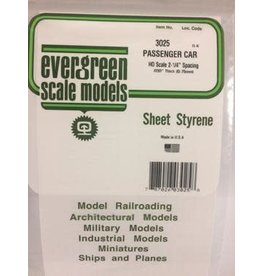 Item No. Loc. Code
3025
PASSENGER CAR
HO Scale 2-1/4" Spacing
evergreen
scale models
Sheet Styrene
Made in U.S.A
Model Railroading
Architectural Models
Military Models
Industrial Models
Miniatures
Ships and Planes